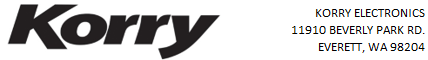 Korry
KORRY ELECTRONICS
11910 BEVERLY PARK RD.
EVERETT, WA 98204